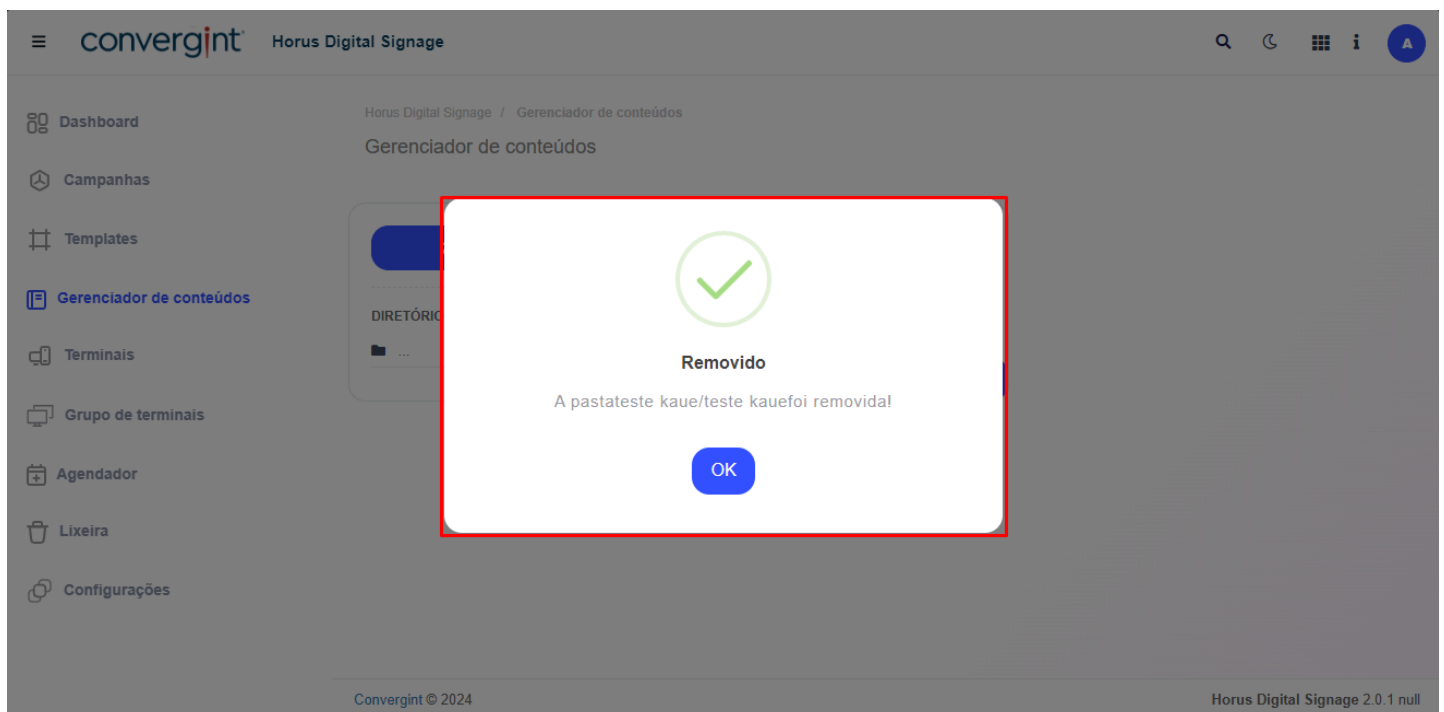 convergint Horus Digital Signage
i
A
Dashboard
Campanhas
Templates
Gerenciador de conteúdos
Terminais
Grupo de terminais
Agendador
Lixeira
Configurações
Horus Digital Signage / Gerenciador de conteúdos
Gerenciador de conteúdos
DIRETÓRIO
...
Removido
A pastateste kaue/teste kauefoi removida!
OK
Convergint © 2024
Horus Digital Signage 2.0.1 null